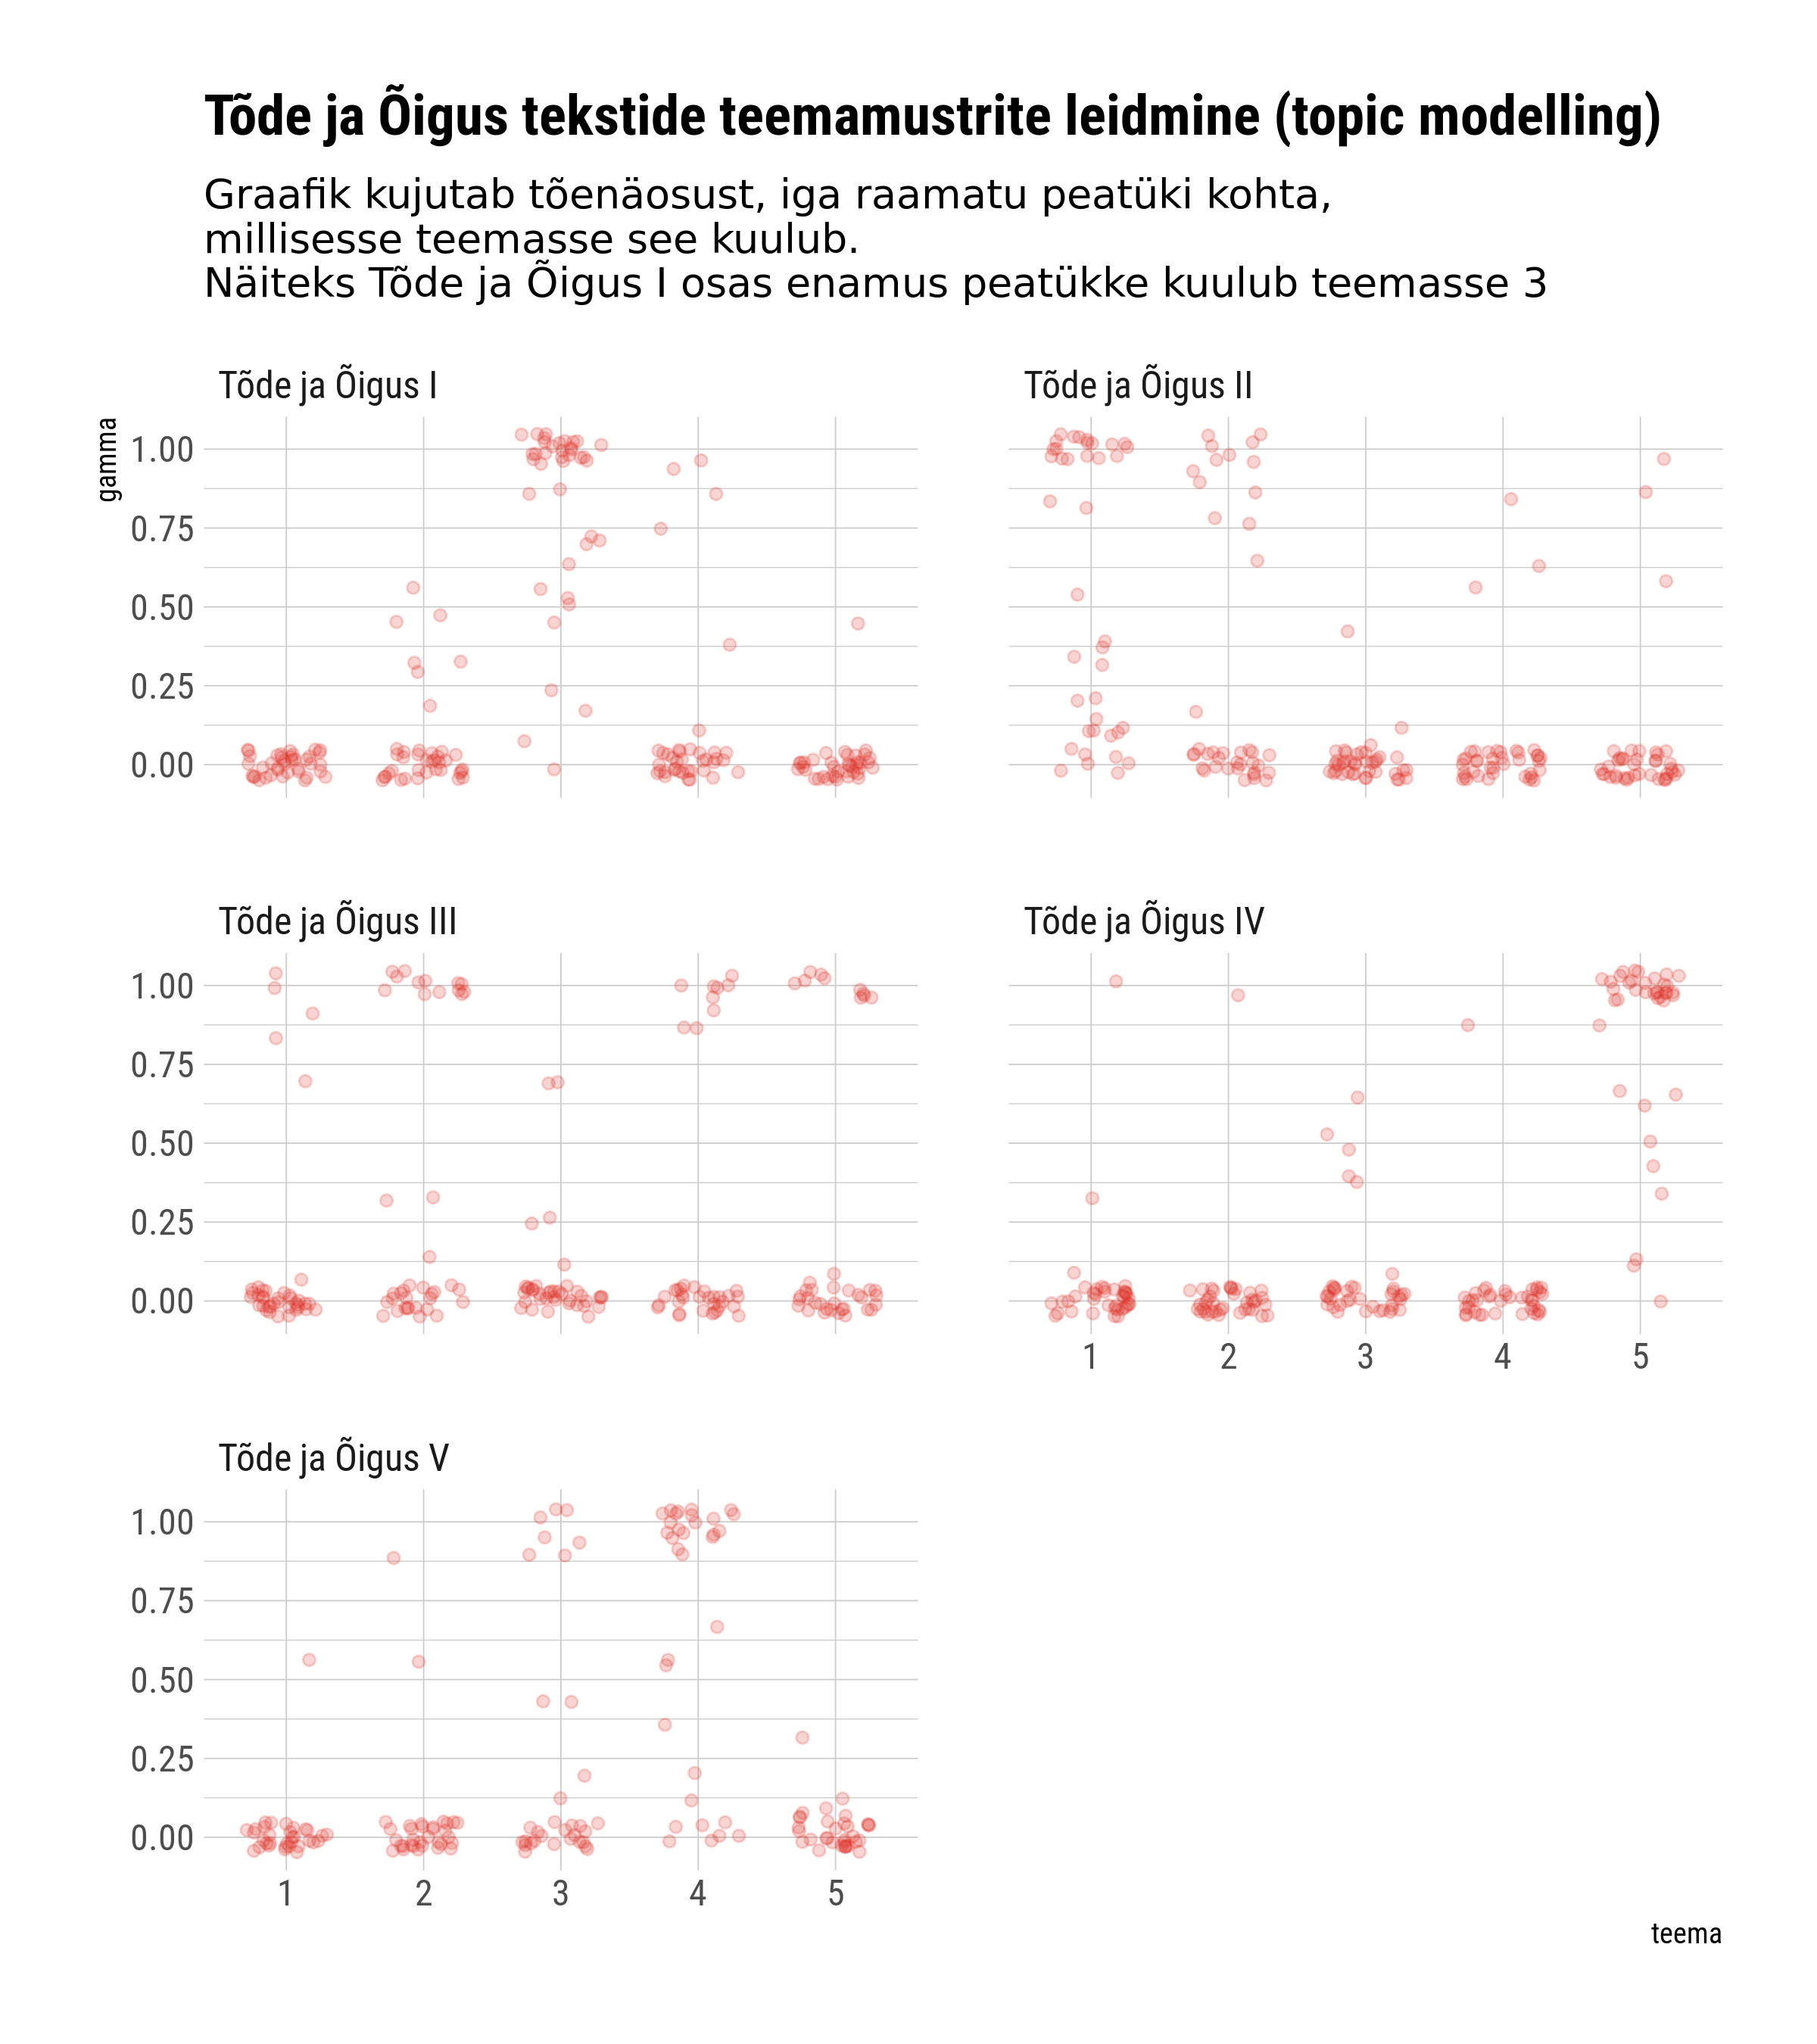 Tõde ja Õigus tekstide teemamustrite leidmine (topic modelling)
Graafik kujutab tõenäosust, iga raamatu peatüki kohta,
millisesse teemasse see kuulub.
Näiteks Tõde ja Õigus I osas enamus peatükke kuulub teemasse 3
Tõde ja Õigus I
Tõde ja Õigus II
gamma
1.00
0.75
0.50
0.25
0.00
Tõde ja Õigus III
Tõde ja Õigus IV
1.00
0.75
0.50
0.25
0.00
1 2 3 4 5
Tõde ja Õigus V
1.00
0.75
0.50
0.25
0.00
1 2 3 4 5
teema